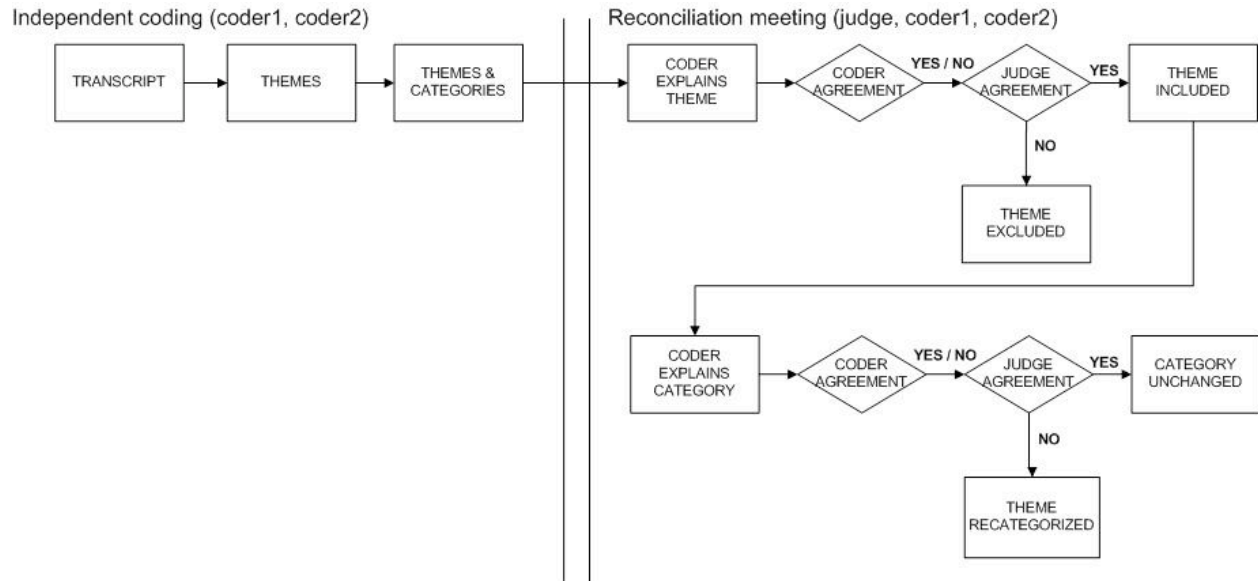 Independent coding (coder1, coder2)
Reconciliation meeting (judge, coder1, coder2)
TRANSCRIPT
THEMES
THEMES &
CATEGORIES
CODER
EXPLAINS
THEME
CODER
AGREEMENT
YES / NO
JUDGE
AGREEMENT
YES
THEME
INCLUDED
NO
THEME
EXCLUDED
CODER
EXPLAINS
CATEGORY
CODER
AGREEMENT
YES / NO
JUDGE
AGREEMENT
YES
CATEGORY
UNCHANGED
NO
THEME
RECATEGORIZED